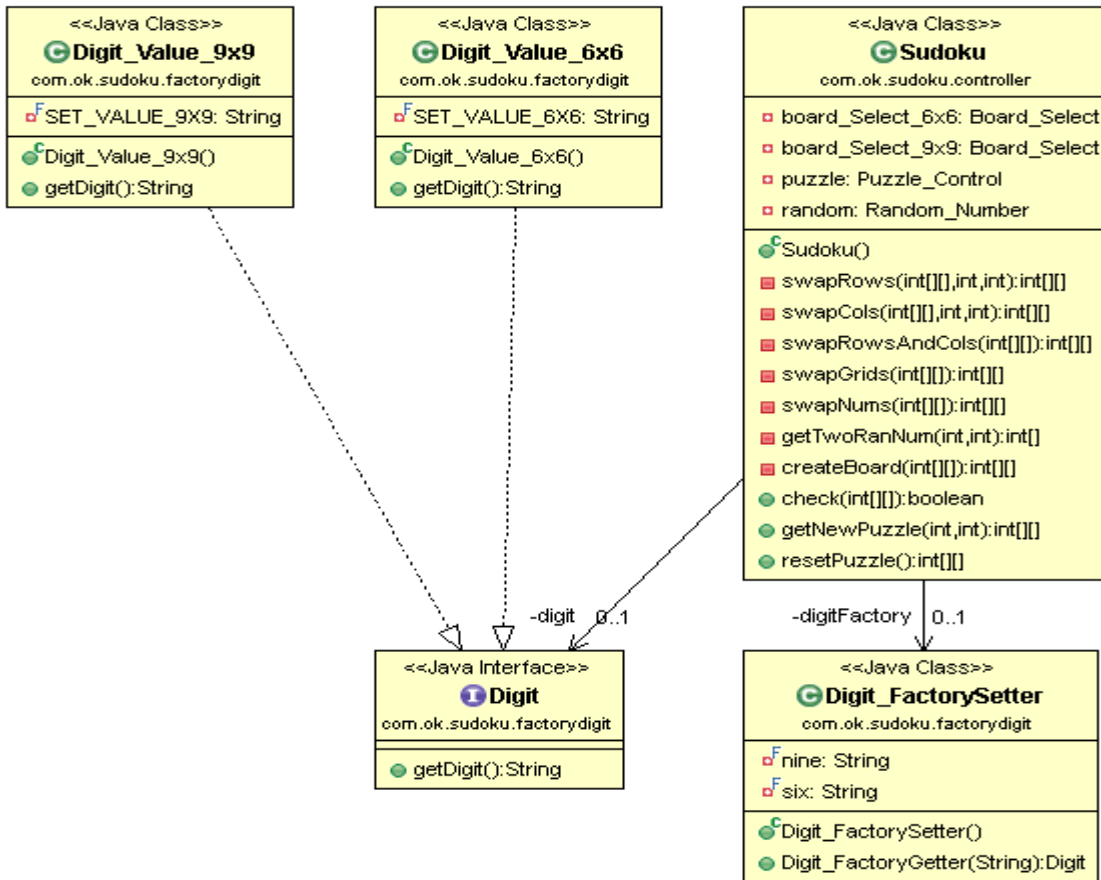 <<Java Class>>
Digit_Value_9x9
com.ok.sudoku.factorydigit
SET_VALUE_9X9: String
Digit_Value_9x9()
getDigit():String
<<Java Class>>
Digit_Value_6x6
com.ok.sudoku.factorydigit
SET_VALUE_6X6: String
Digit_Value_6x6()
getDigit():String
<<Java Class>>
Sudoku
com.ok.sudoku.controller
board_Select_6x6: Board_Select
board_Select_9x9: Board_Select
puzzle: Puzzle_Control
random: Random_Number
Sudoku()
swapRows(int[][],int,int):int[][]
swapCols(int[][],int,int):int[][]
swapRowsAndCols(int[][]):int[][]
swapGrids(int[][]):int[][]
swapNums(int[][]):int[][]
getTwoRanNum(int,int):int[]
createBoard(int[][]):int[][]
check(int[][]):boolean
getNewPuzzle(int,int):int[][]
resetPuzzle():int[][]
-digit 0..1
-digitFactory 0..1
<<Java Interface>>
Digit
com.ok.sudoku.factorydigit
getDigit():String
<<Java Class>>
Digit_FactorySetter
com.ok.sudoku.factorydigit
nine: String
six: String
Digit_FactorySetter()
Digit_FactoryGetter(String):Digit